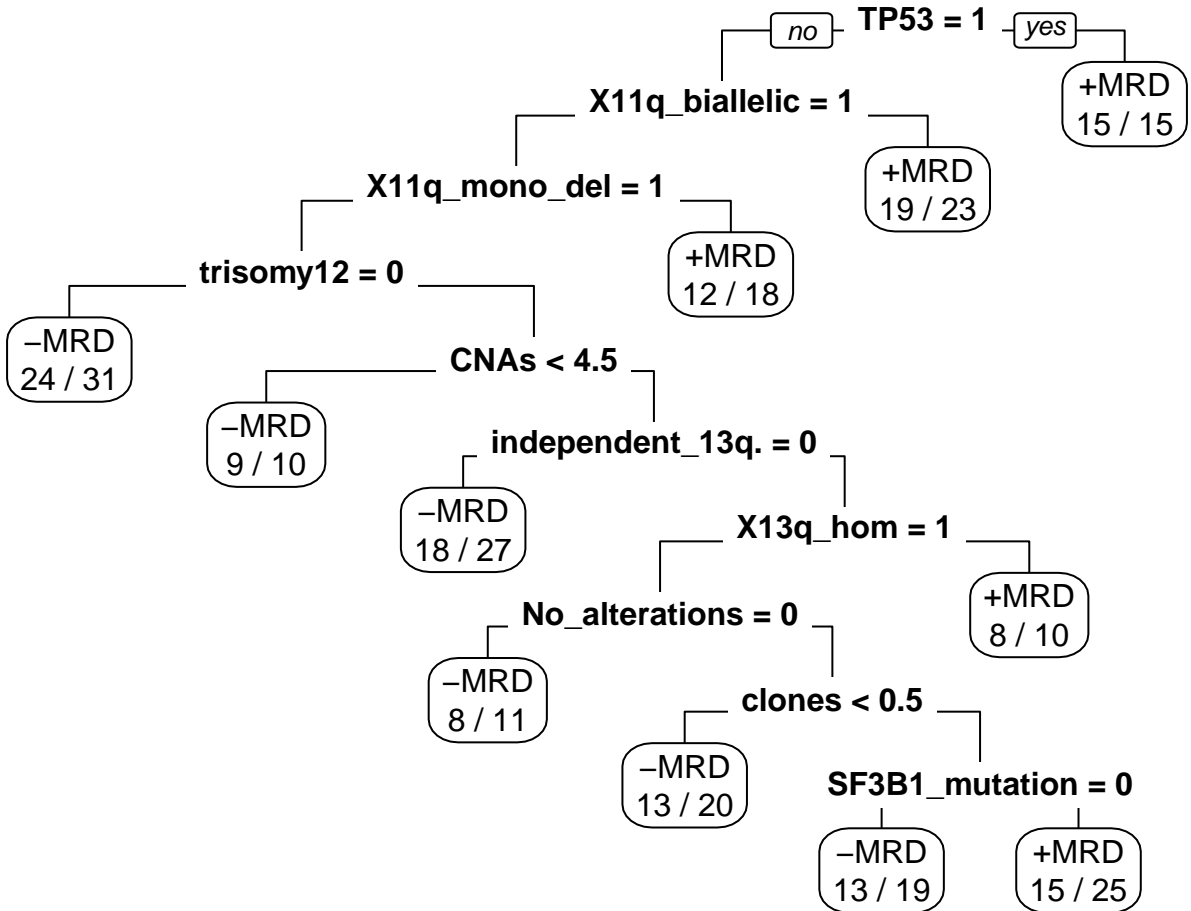 no
TP53 = 1
yes
+MRD
15 / 15
X11q_biallelic = 1
+MRD
19 / 23
X11q_mono_del = 1
+MRD
12 / 18
trisomy12 = 0
–MRD
24 / 31
CNAs < 4.5
–MRD
9 / 10
independent_13q. = 0
–MRD
18 / 27
X13q_hom = 1
+MRD
8 / 10
No_alterations = 0
–MRD
8 / 11
clones < 0.5
–MRD
13 / 20
SF3B1_mutation = 0
–MRD
13 / 19
+MRD
15 / 25